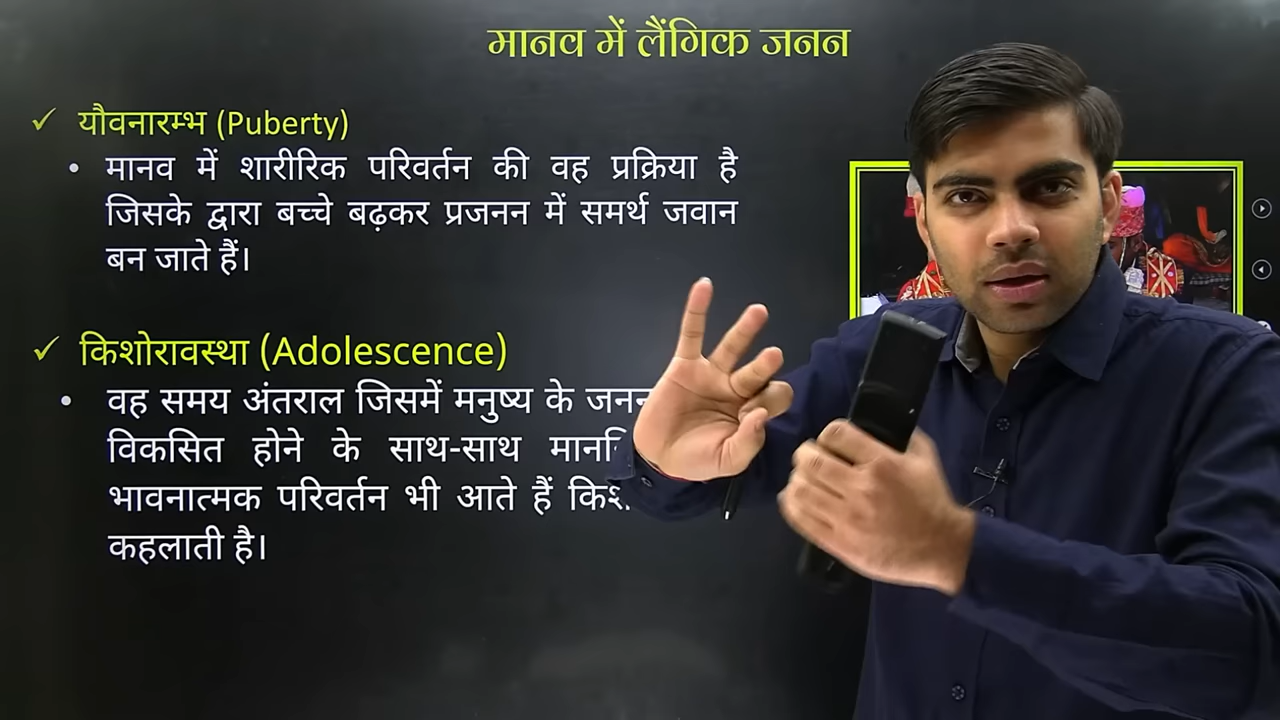 मानव में लैंगिक जनन
✓ यौवनारम्भ (Puberty)
• मानव में शारीरिक परिवर्तन की वह प्रक्रिया है
जिसके द्वारा बच्चे बढ़कर प्रजनन में समर्थ जवान
बन जाते हैं।
✓ किशोरावस्था (Adolescence)
• वह समय अंतराल जिसमें मनुष्य के
विकसित होने के साथ-साथ
भावनात्मक परिवर्तन भी आते हैं
कहलाती है।